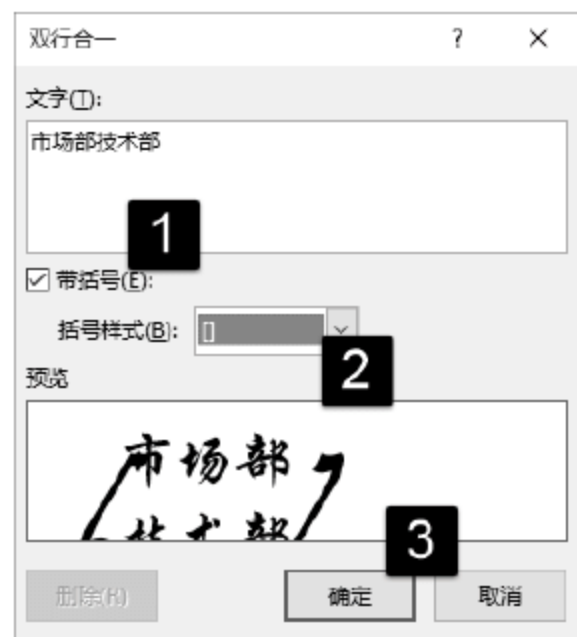 双行合一 ? ×
文字(T):
市场部技术部
1
带括号(E):
括号样式(B): []
2
预览
市场部
技术部
3
删除(R) 确定 取消